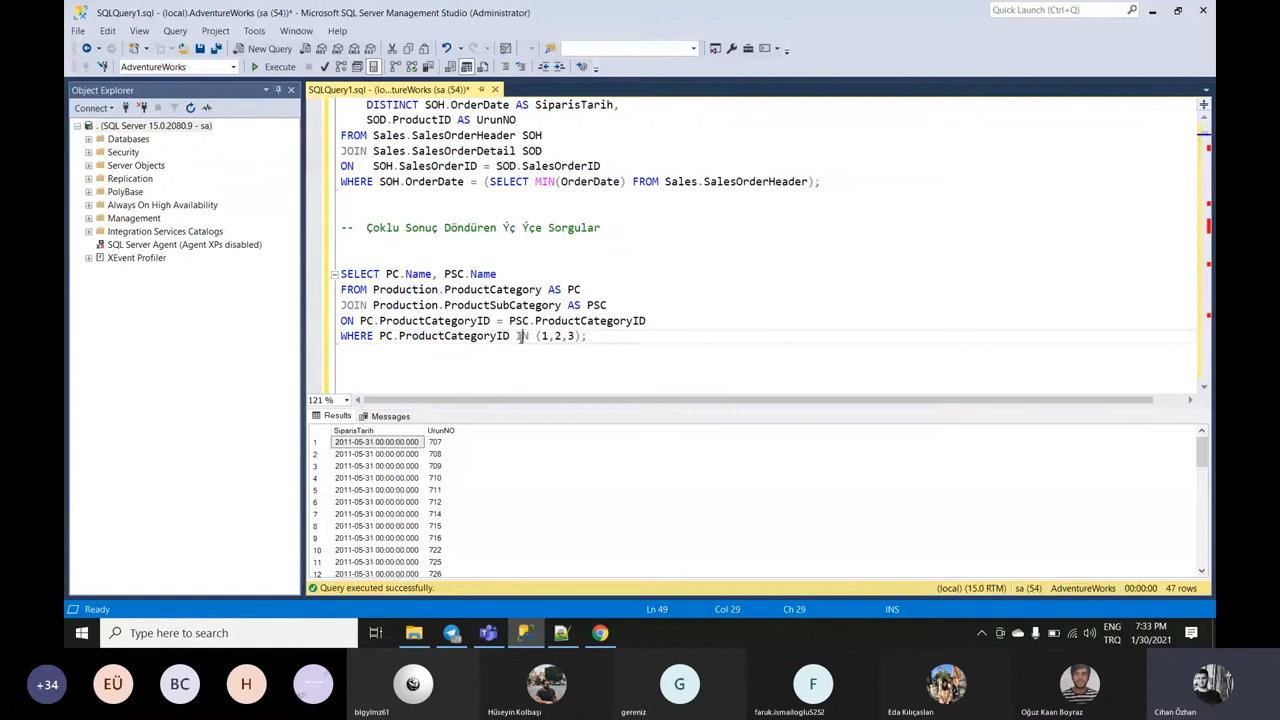 SQLQuery1.sql - (local).AdventureWorks (sa (54))* - Microsoft SQL Server Management Studio (Administrator)
Quick Launch (Ctrl+Q)
File Edit View Query Project Tools Window Help
New Query
AdventureWorks
Execute
Object Explorer
SQLQuery1.sql - (lo...tureWorks (sa (54))*
Connect
. (SQL Server 15.0.2080.9 - sa)
Databases
Security
Server Objects
Replication
PolyBase
Always On High Availability
Management
Integration Services Catalogs
SQL Server Agent (Agent XPs disabled)
XEvent Profiler
DISTINCT SOH.OrderDate AS SiparisTarih,
SOD.ProductID AS UrunNO
FROM Sales.SalesOrderHeader SOH
JOIN Sales.SalesOrderDetail SOD
ON SOH.SalesOrderID = SOD.SalesOrderID
WHERE SOH.OrderDate = (SELECT MIN(OrderDate) FROM Sales.SalesOrderHeader);
-- Çoklu Sonuç Döndüren Ýç Ýçe Sorgular
SELECT PC.Name, PSC.Name
FROM Production.ProductCategory AS PC
JOIN Production.ProductSubCategory AS PSC
ON PC.ProductCategoryID = PSC.ProductCategoryID
WHERE PC.ProductCategoryID IN (1,2,3);
121 %
Results Messages
SiparisTarih UrunNO
1 2011-05-31 00:00:00.000 707
2 2011-05-31 00:00:00.000 708
3 2011-05-31 00:00:00.000 709
4 2011-05-31 00:00:00.000 710
5 2011-05-31 00:00:00.000 711
6 2011-05-31 00:00:00.000 712
7 2011-05-31 00:00:00.000 714
8 2011-05-31 00:00:00.000 715
9 2011-05-31 00:00:00.000 716
10 2011-05-31 00:00:00.000 722
11 2011-05-31 00:00:00.000 725
12 2011-05-31 00:00:00.000 726
Query executed successfully.
(local) (15.0 RTM) sa (54) AdventureWorks 00:00:00 47 rows
Ready
Ln 49 Col 29 Ch 29 INS
Type here to search
ENG
TRQ
7:33 PM
1/30/2021
+34 EÜ BC H G F
blgylmz61 Hüseyin Kolbaşı gereniz faruk.ismailoglu5252 Eda Kılıçaslan Oğuz Kaan Boyraz Cihan Özhan